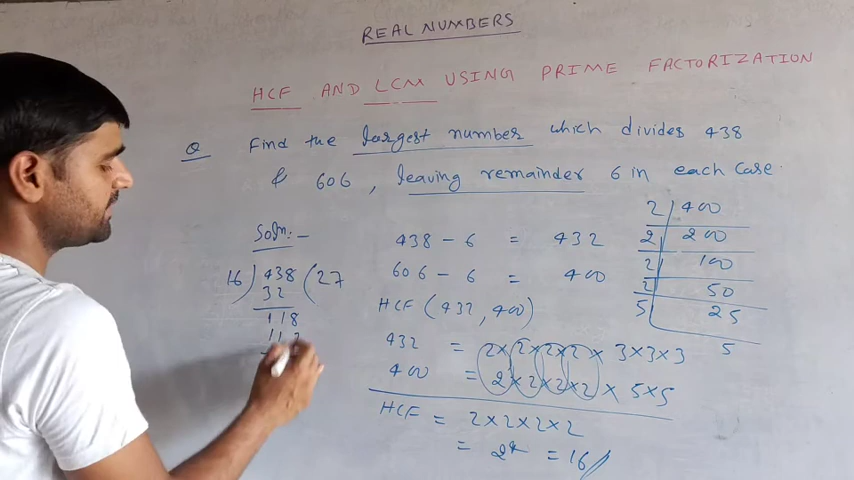 REAL NUMBERS
HCF AND LCM USING PRIME FACTORIZATION
Q Find the largest number which divides 438
& 606, leaving remainder 6 in each case.
Soln:-
16) 438 (27
32
118
11
438 - 6 = 432
606 - 6 = 400
HCF (432, 400)
432 = 2×2×2×2× 3×3×3
400 = 2×2×2×2× 5×5
HCF = 2×2×2×2
= 2⁴ = 16
2 | 400
2 | 200
2 | 100
2 | 50
5 | 25
5